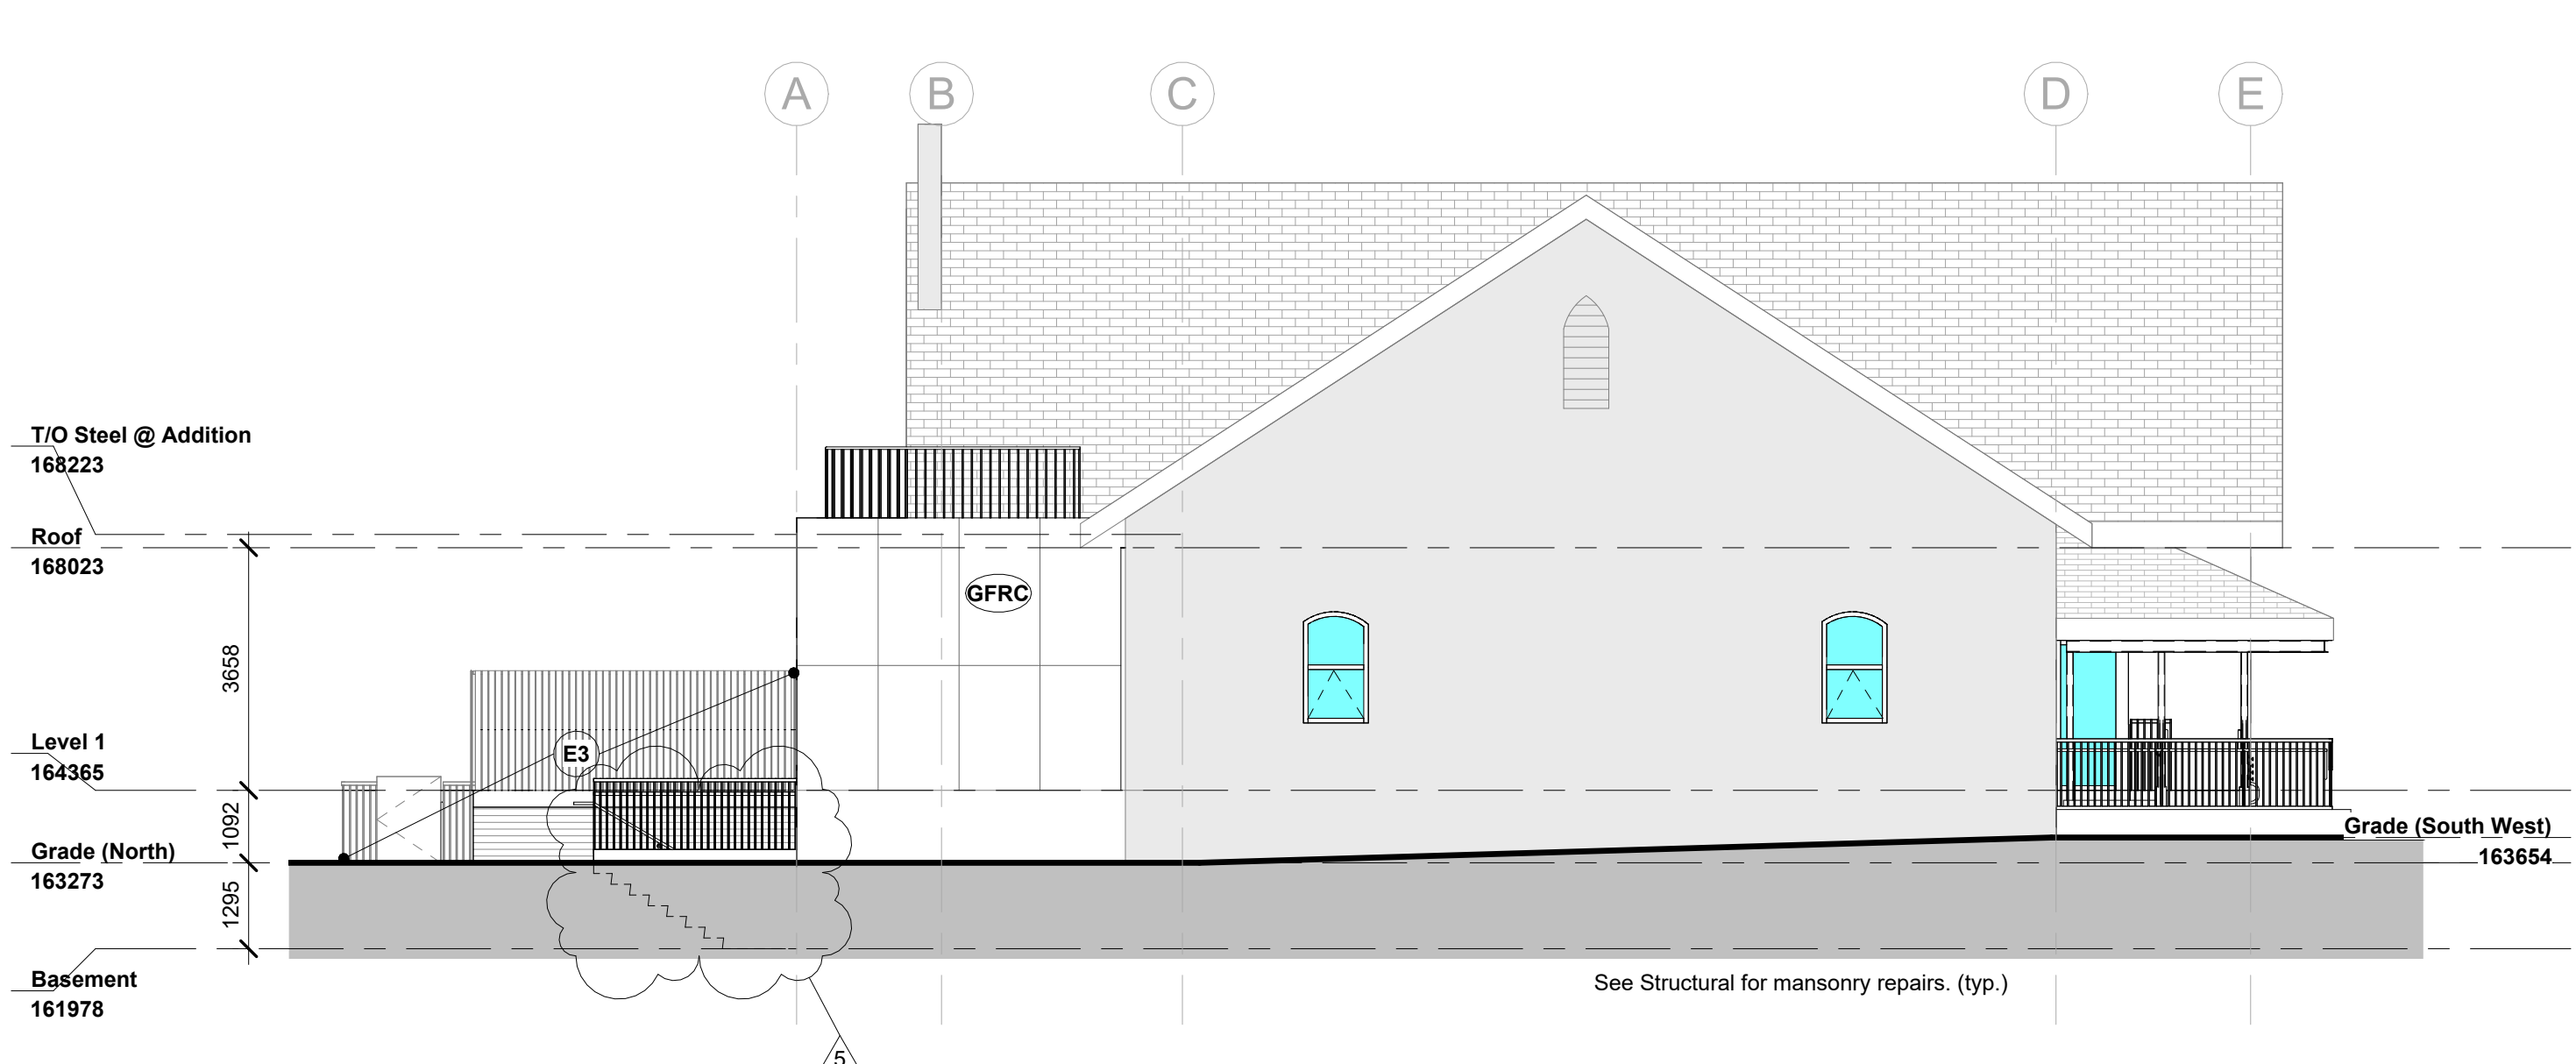 A
B
C
D
E
T/O Steel @ Addition
168223
Roof
168023
GFRC
3658
E3
Level 1
164365
1092
Grade (North)
163273
Grade (South West)
163654
1295
Basement
161978
See Structural for mansonry repairs. (typ.)
5